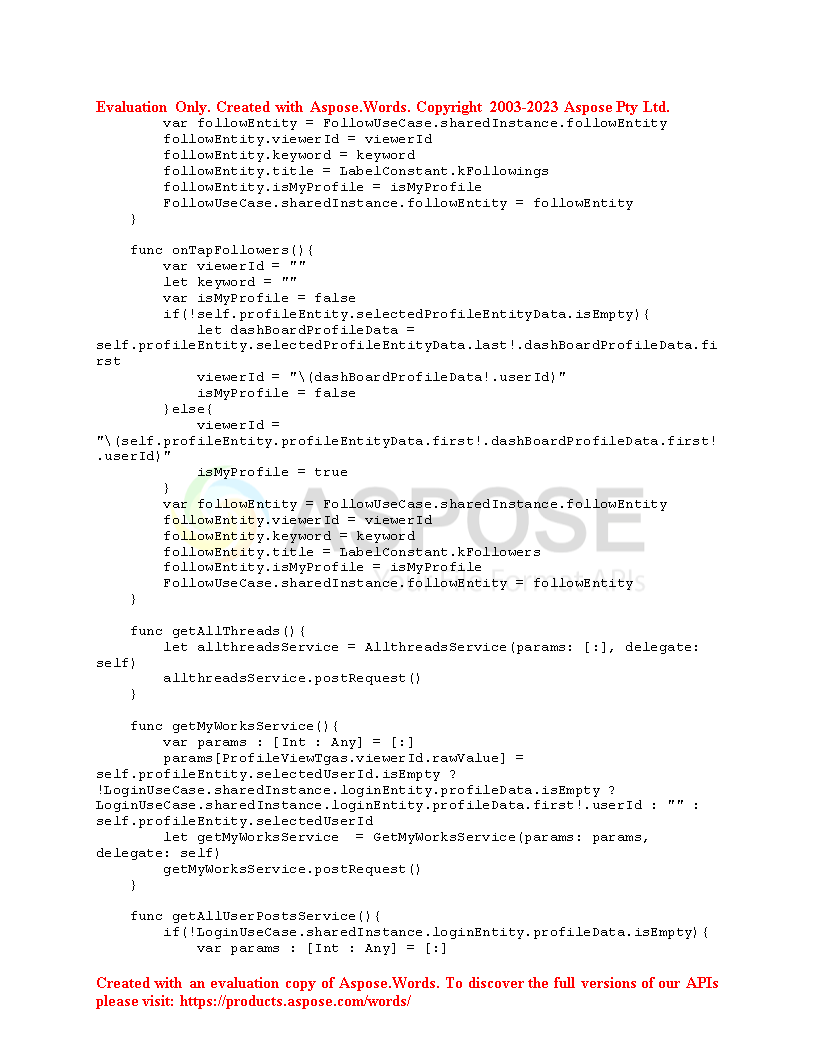 Evaluation Only. Created with Aspose.Words. Copyright 2003-2023 Aspose Pty Ltd.
        var followEntity = FollowUseCase.sharedInstance.followEntity
        followEntity.viewerId = viewerId
        followEntity.keyword = keyword
        followEntity.title = LabelConstant.kFollowings
        followEntity.isMyProfile = isMyProfile
        FollowUseCase.sharedInstance.followEntity = followEntity
    }

    func onTapFollowers(){
        var viewerId = ""
        let keyword = ""
        var isMyProfile = false
        if(!self.profileEntity.selectedProfileEntityData.isEmpty){
            let dashBoardProfileData =
self.profileEntity.selectedProfileEntityData.last!.dashBoardProfileData.fi
rst
            viewerId = "\(dashBoardProfileData!.userId)"
            isMyProfile = false
        }else{
            viewerId =
"\(self.profileEntity.profileEntityData.first!.dashBoardProfileData.first!
.userId)"
            isMyProfile = true
        }
        var followEntity = FollowUseCase.sharedInstance.followEntity
        followEntity.viewerId = viewerId
        followEntity.keyword = keyword
        followEntity.title = LabelConstant.kFollowers
        followEntity.isMyProfile = isMyProfile
        FollowUseCase.sharedInstance.followEntity = followEntity
    }
ASPOSE
Your File Format APIs

    func getAllThreads(){
        let allthreadsService = AllthreadsService(params: [:], delegate:
self)
        allthreadsService.postRequest()
    }

    func getMyWorksService(){
        var params : [Int : Any] = [:]
        params[ProfileViewTgas.viewerId.rawValue] =
self.profileEntity.selectedUserId.isEmpty ?
!LoginUseCase.sharedInstance.loginEntity.profileData.isEmpty ?
LoginUseCase.sharedInstance.loginEntity.profileData.first!.userId : "" :
self.profileEntity.selectedUserId
        let getMyWorksService  = GetMyWorksService(params: params,
delegate: self)
        getMyWorksService.postRequest()
    }

    func getAllUserPostsService(){
        if(!LoginUseCase.sharedInstance.loginEntity.profileData.isEmpty){
            var params : [Int : Any] = [:]

Created with an evaluation copy of Aspose.Words. To discover the full versions of our APIs
please visit: https://products.aspose.com/words/